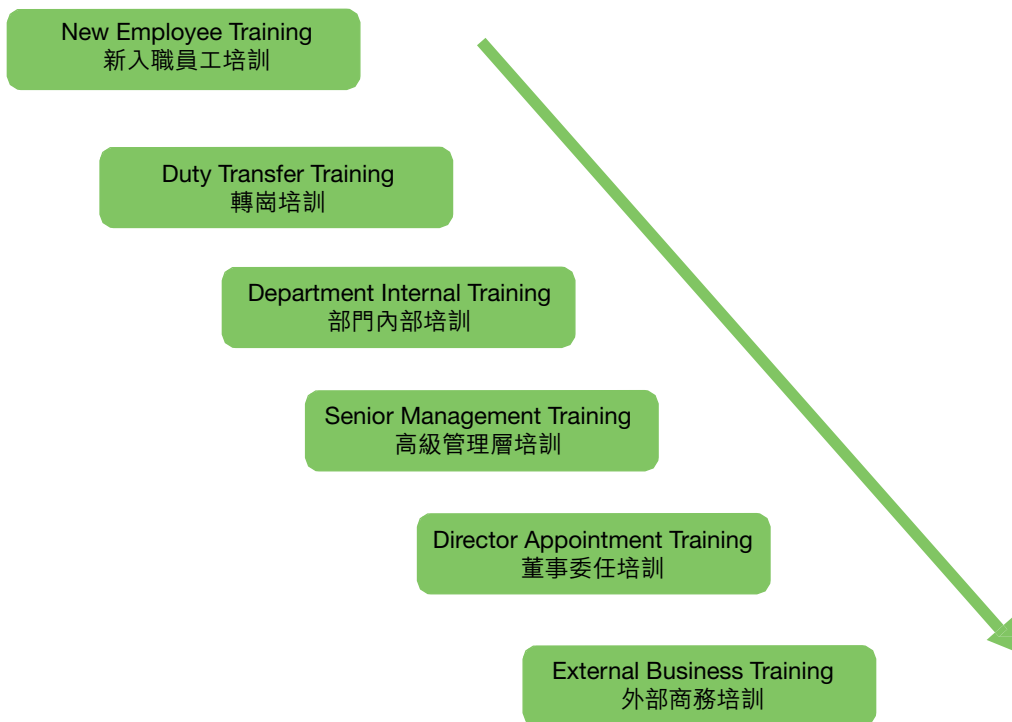 New Employee Training
新入職員工培訓
Duty Transfer Training
轉崗培訓
Department Internal Training
部門內部培訓
Senior Management Training
高級管理層培訓
Director Appointment Training
董事委任培訓
External Business Training
外部商務培訓